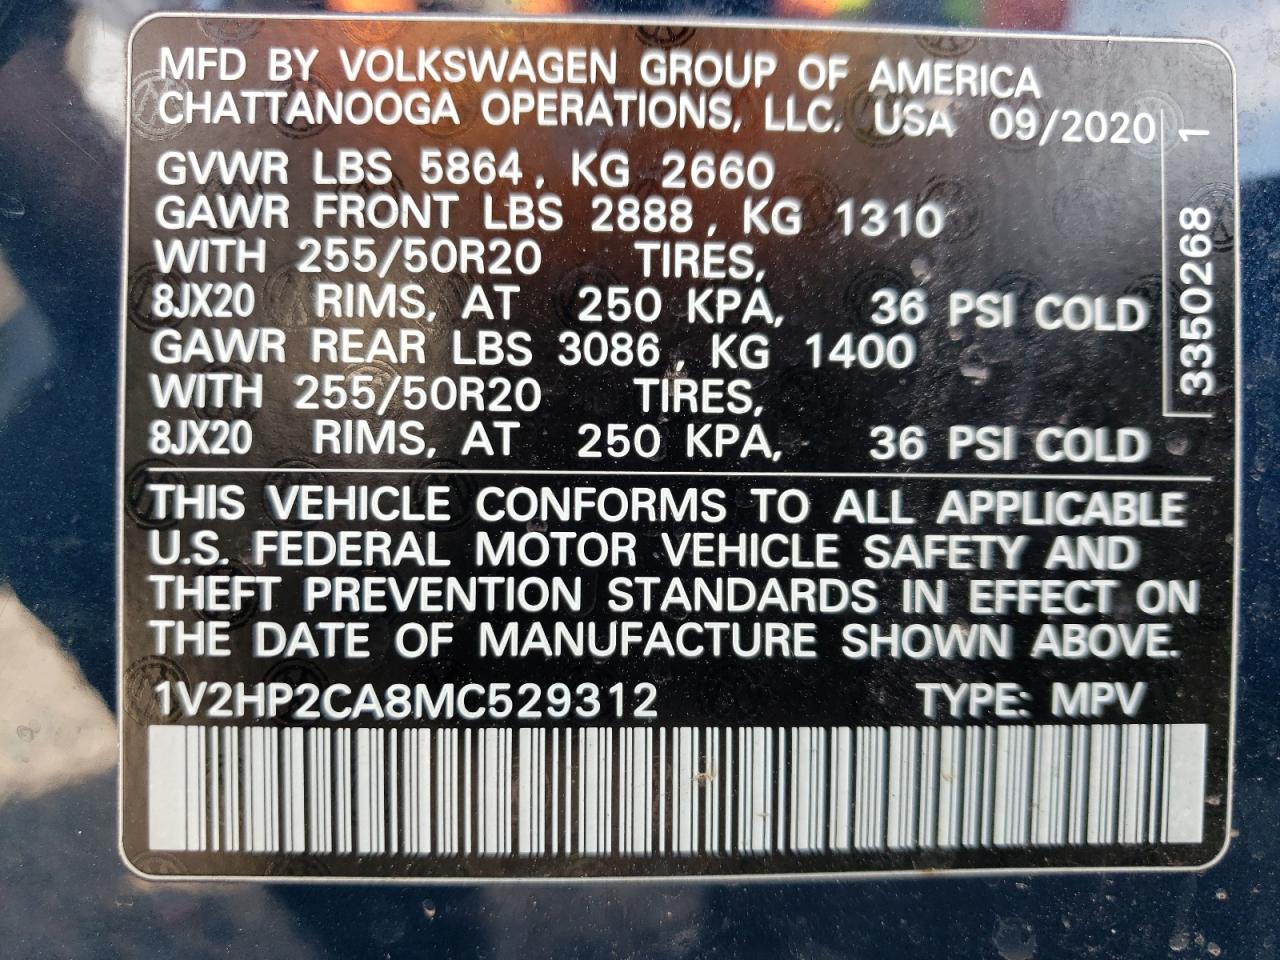 MFD BY VOLKSWAGEN GROUP OF AMERICA
CHATTANOOGA OPERATIONS, LLC. USA 09/2020
GVWR LBS 5864, KG 2660
GAWR FRONT LBS 2888, KG 1310
WITH 255/50R20 TIRES,
8JX20 RIMS, AT 250 KPA, 36 PSI COLD
GAWR REAR LBS 3086, KG 1400
WITH 255/50R20 TIRES,
8JX20 RIMS, AT 250 KPA, 36 PSI COLD
3350268 1
THIS VEHICLE CONFORMS TO ALL APPLICABLE
U.S. FEDERAL MOTOR VEHICLE SAFETY AND
THEFT PREVENTION STANDARDS IN EFFECT ON
THE DATE OF MANUFACTURE SHOWN ABOVE.
1V2HP2CA8MC529312 TYPE: MPV